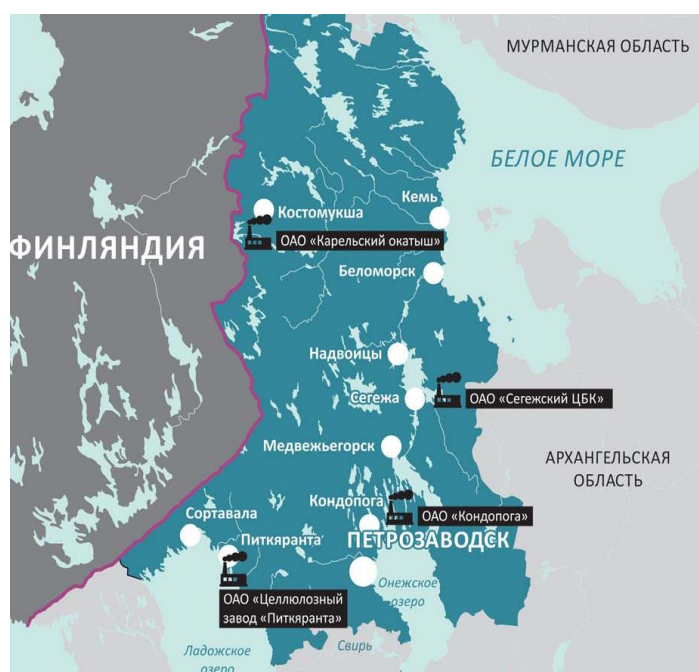 МУРМАНСКАЯ ОБЛАСТЬ
БЕЛОЕ МОРЕ
Костомукша
Кемь
ФИНЛЯНДИЯ
ОАО «Карельский окатыш»
Беломорск
Надвоицы
Сегежа
ОАО «Сегежский ЦБК»
Медвежьегорск
АРХАНГЕЛЬСКАЯ
ОБЛАСТЬ
Кондопога
ОАО «Кондопога»
Сортавала
Питкяранта
ПЕТРОЗАВОДСК
ОАО «Целлюлозный
завод «Питкяранта»
Онежское
озеро
Ладожское
озеро
Свирь